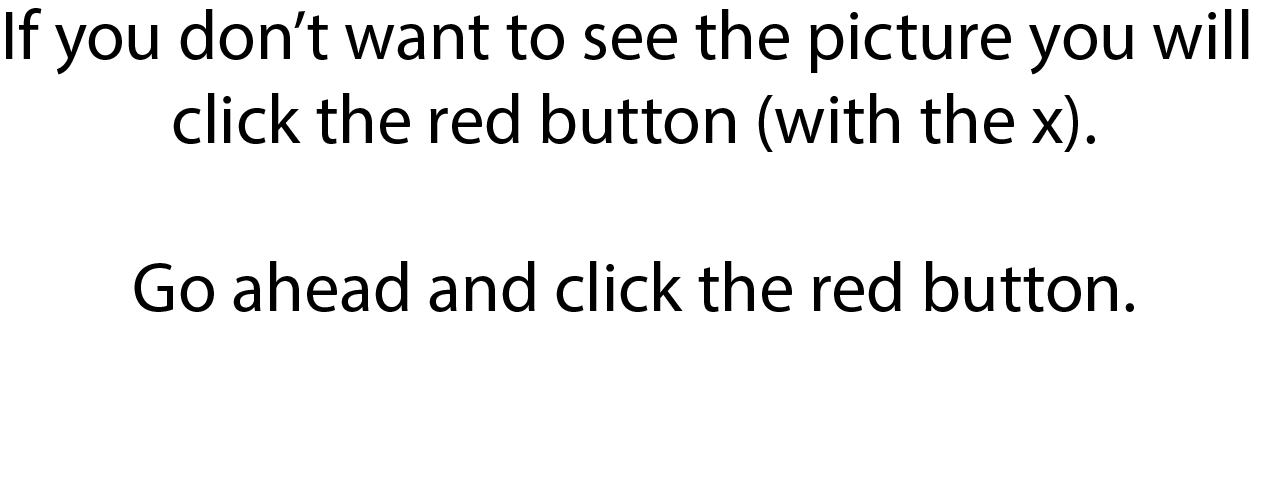 If you don’t want to see the picture you will
click the red button (with the x).
Go ahead and click the red button.